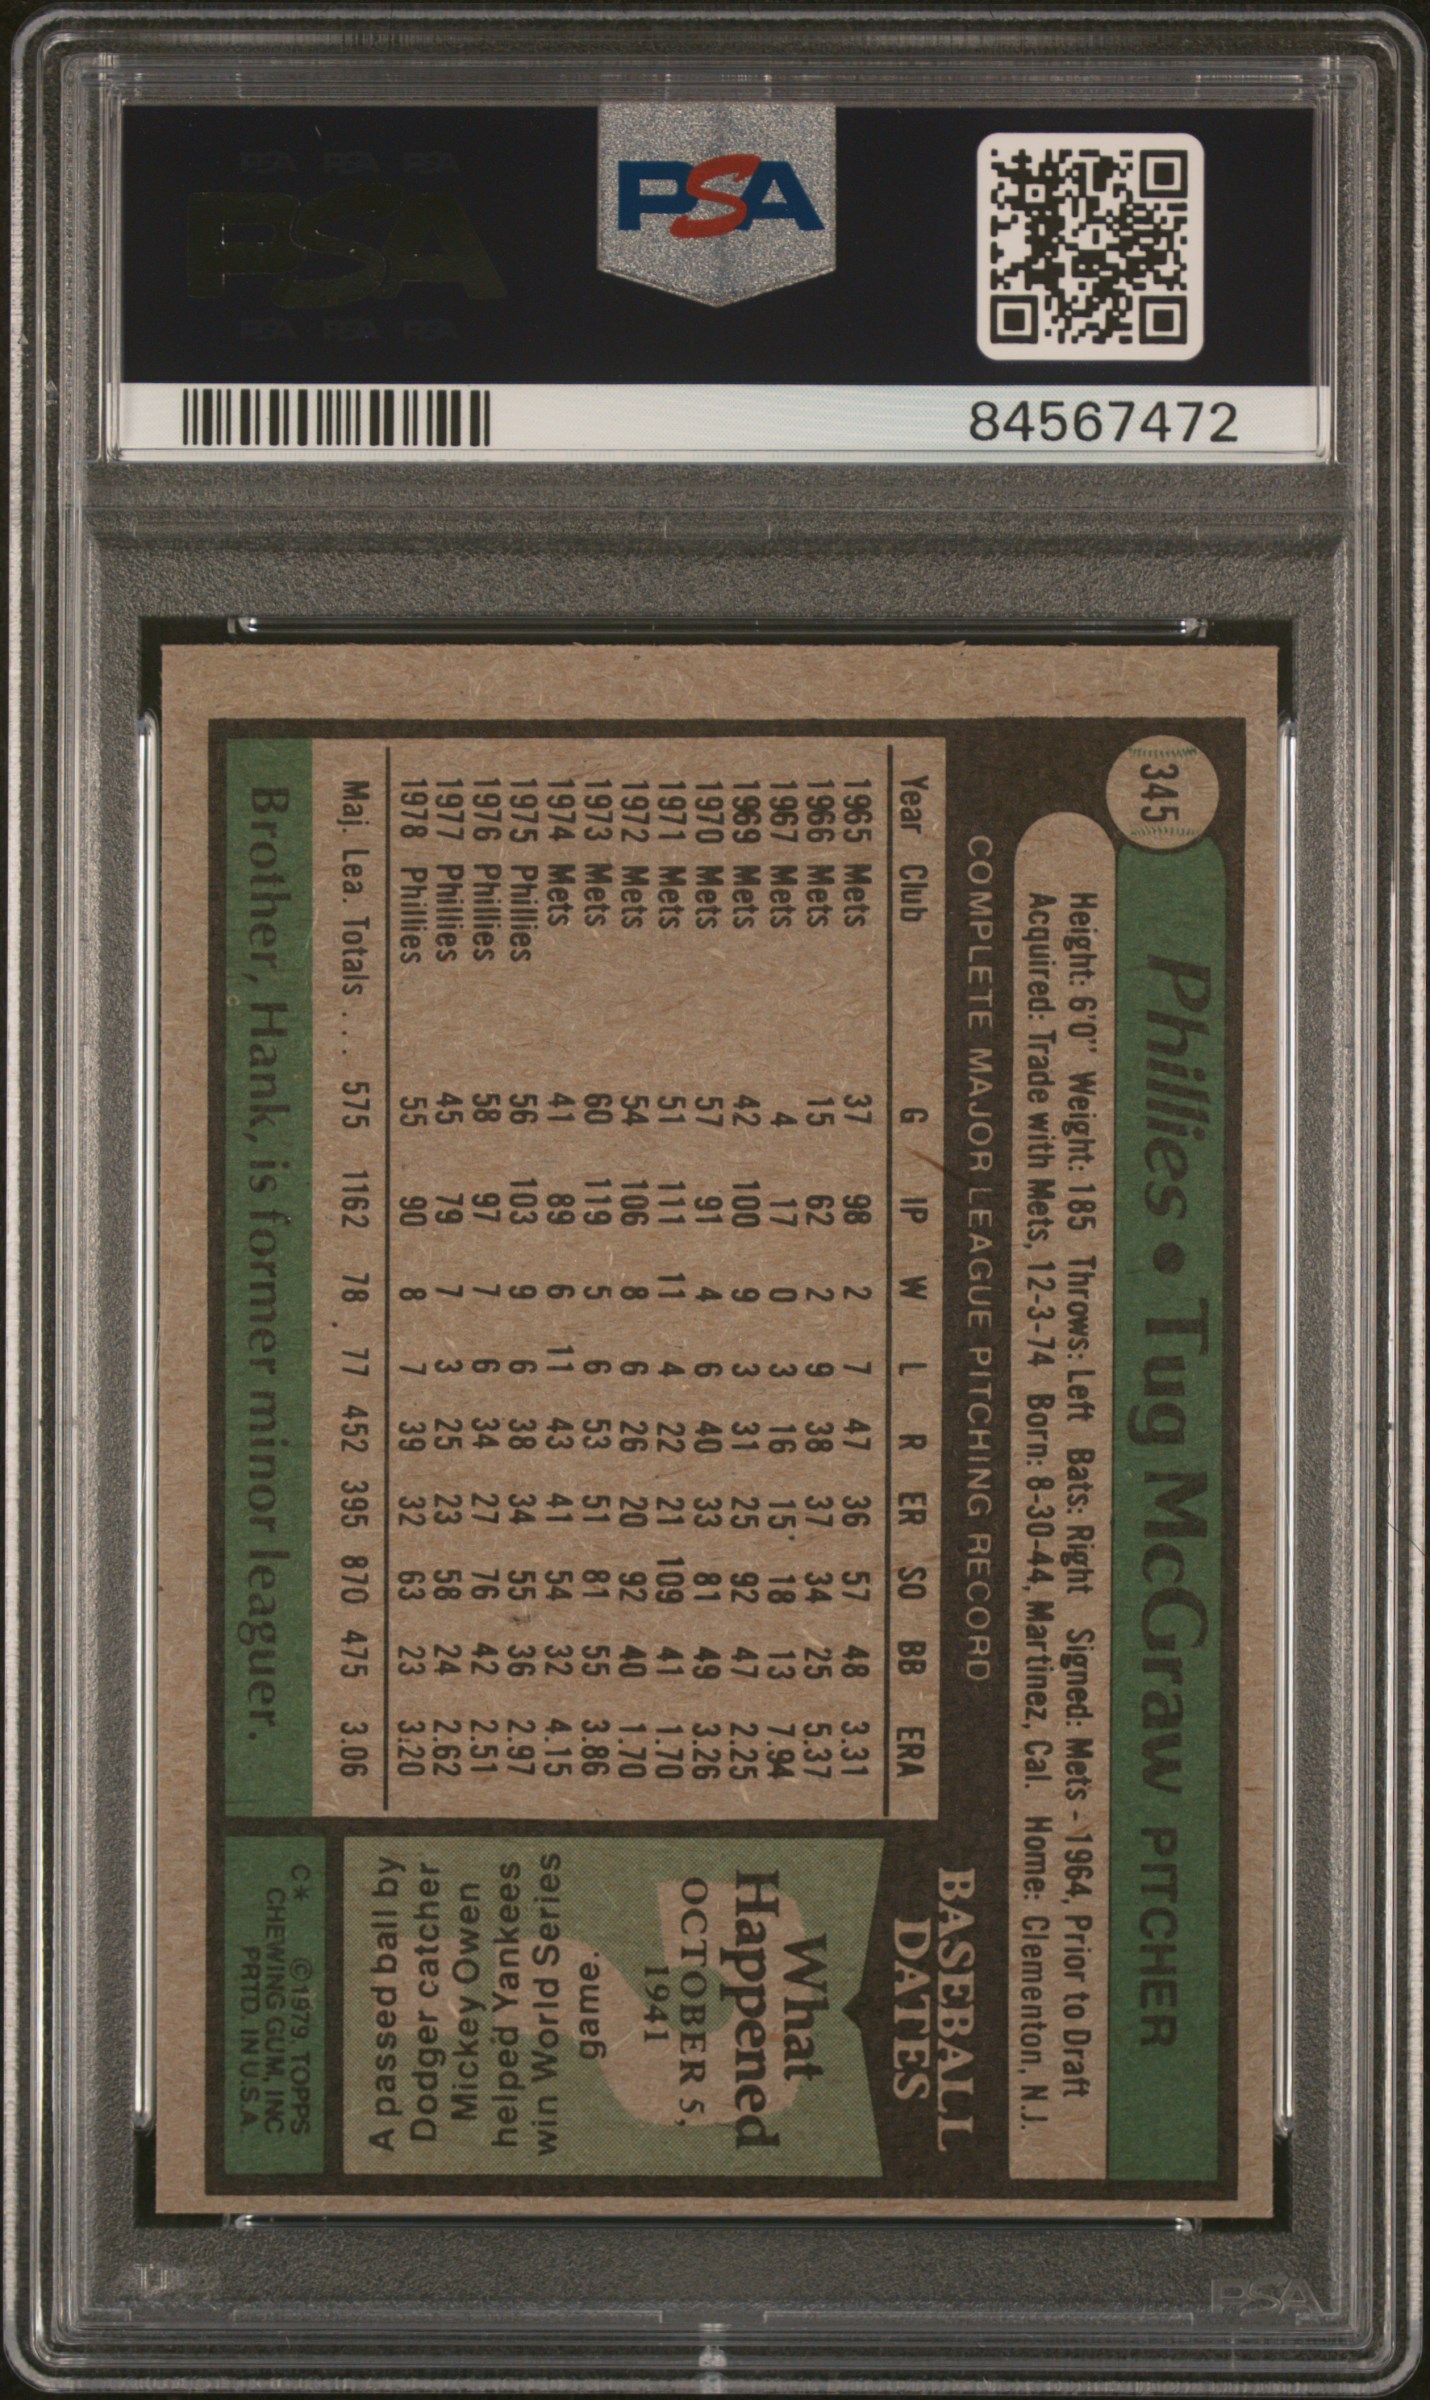 PSA PSA PSA
PSA
PSA PSA PSA
PSA
84567472
345
Phillies • Tug McGraw PITCHER
Height: 6'0" Weight: 185 Throws: Left Bats: Right Signed: Mets - 1964, Prior to Draft
Acquired: Trade with Mets, 12-3-74 Born: 8-30-44, Martinez, Cal. Home: Clementon, N.J.
COMPLETE MAJOR LEAGUE PITCHING RECORD
Year Club G IP W L R ER SO BB ERA
1965 Mets 37 98 2 7 47 36 57 48 3.31
1966 Mets 15 62 2 9 38 37 34 25 5.37
1967 Mets 4 17 0 3 16 15 18 13 7.94
1969 Mets 42 100 9 3 31 25 92 47 2.25
1970 Mets 57 91 4 6 40 33 81 49 3.26
1971 Mets 51 111 11 4 22 21 109 41 1.70
1972 Mets 54 106 8 6 26 20 92 40 1.70
1973 Mets 60 119 5 6 53 51 81 55 3.86
1974 Mets 41 89 6 11 43 41 54 32 4.15
1975 Phillies 56 103 9 6 38 34 55 36 2.97
1976 Phillies 58 97 7 6 34 27 76 42 2.51
1977 Phillies 45 79 7 3 25 23 58 24 2.62
1978 Phillies 55 90 8 7 39 32 63 23 3.20
Maj. Lea. Totals . . . 575 1162 78 77 452 395 870 475 3.06
Brother, Hank, is former minor leaguer.
BASEBALL
DATES
What
Happened
OCTOBER 5,
1941
game.
win World Series
helped Yankees
Mickey Owen
Dodger catcher
A passed ball by
C* ©1979, TOPPS
CHEWING GUM, INC
PRTD. IN U.S.A.
PSA